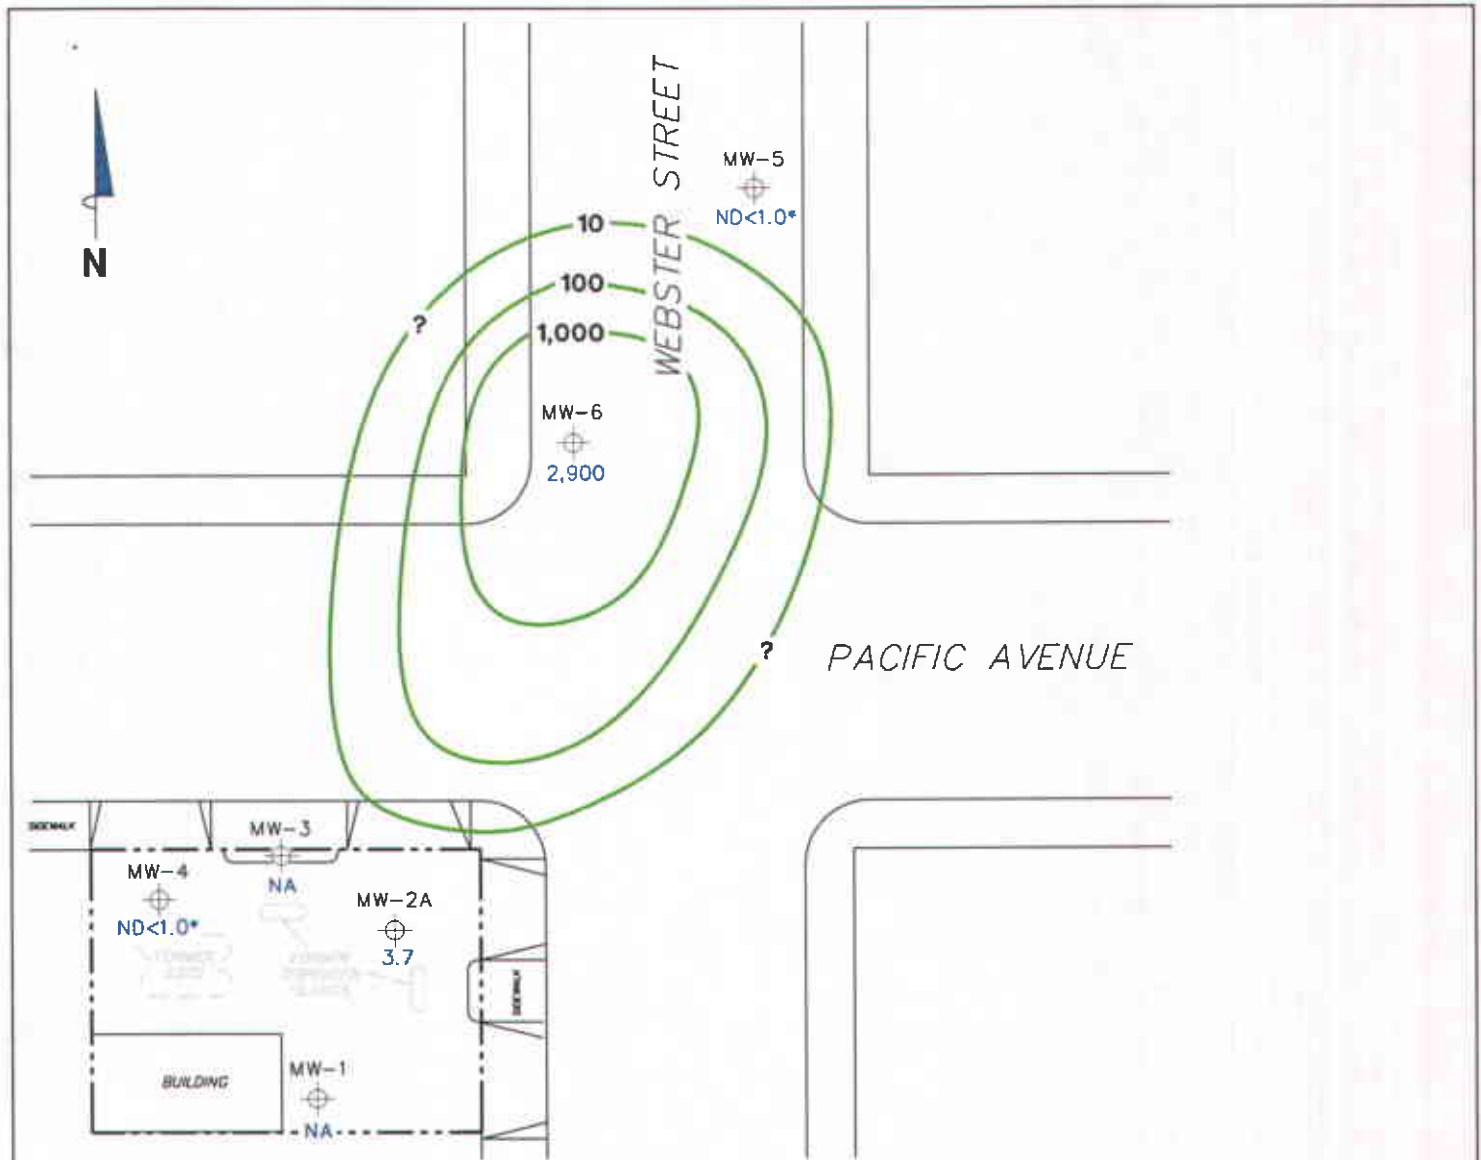 N
WEBSTER STREET
MW-5
ND<1.0*
10
100
?
1,000
MW-6
2,900
?
PACIFIC AVENUE
SIDEWALK
MW-3
NA
MW-4
ND<1.0*
MW-2A
3.7
SIDEWALK
BUILDING
MW-1
NA